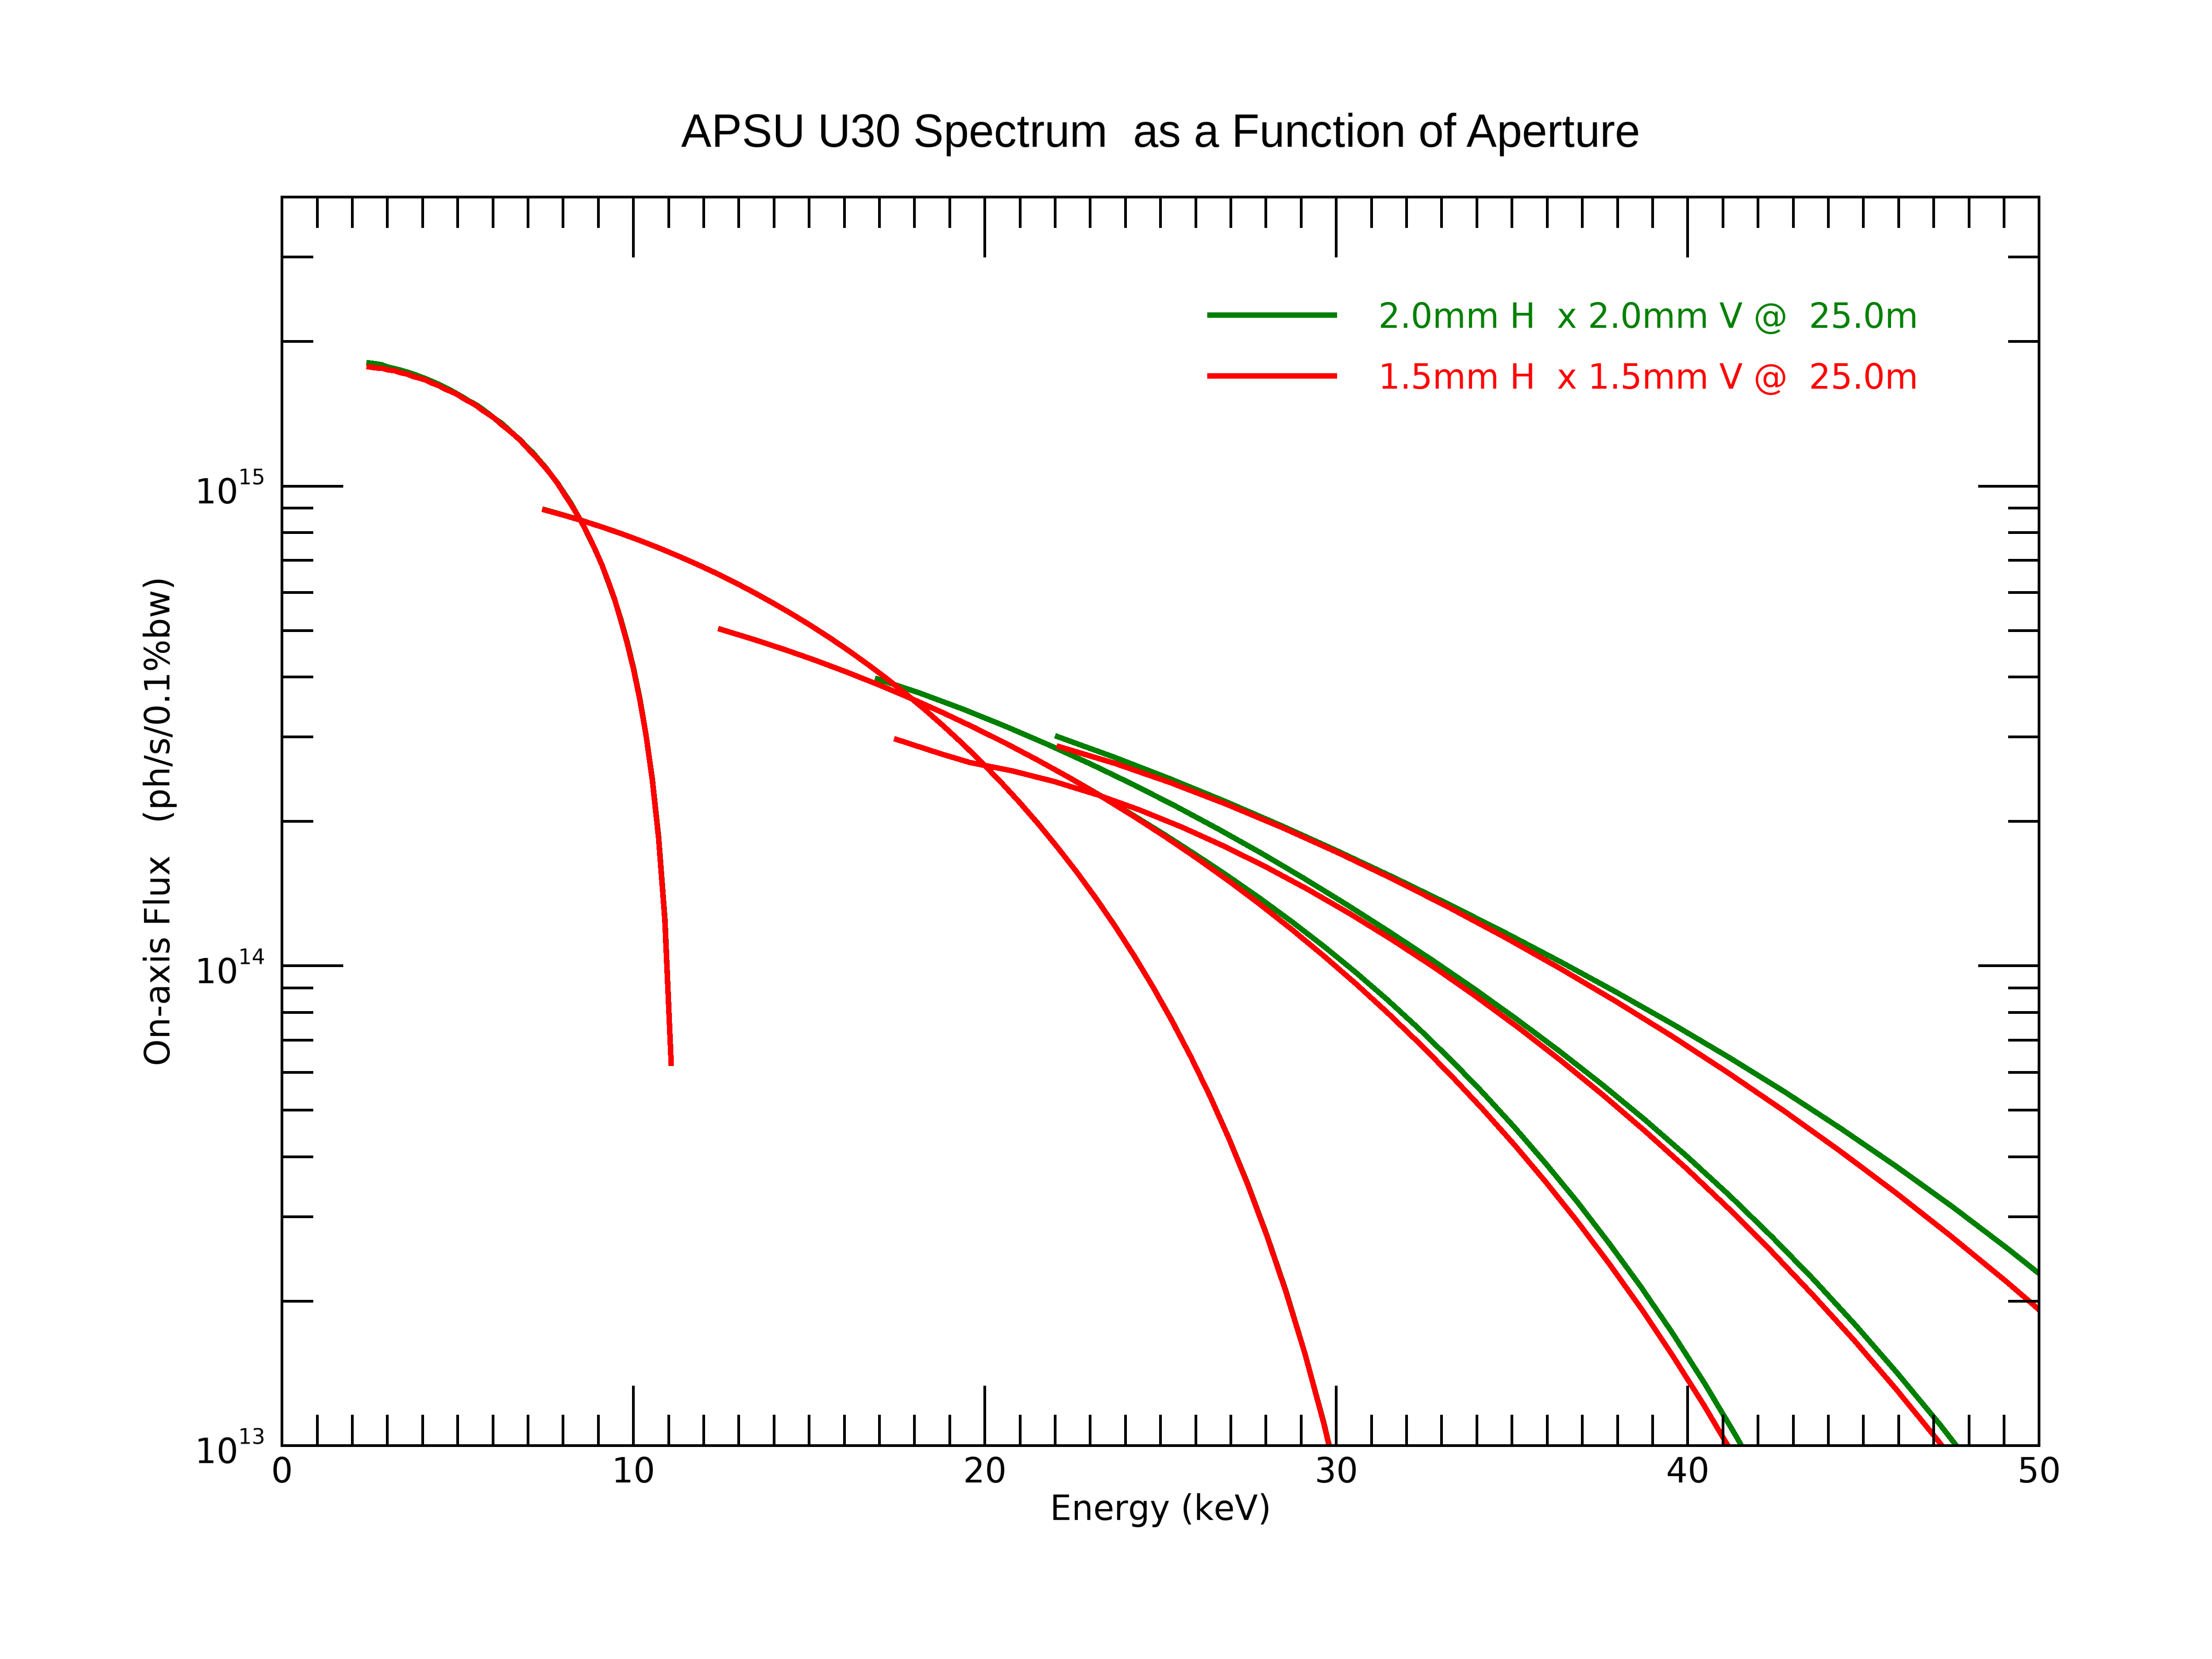 APSU U30 Spectrum  as a Function of Aperture
2.0mm H  x 2.0mm V @  25.0m
1.5mm H  x 1.5mm V @  25.0m
On-axis Flux  (ph/s/0.1%bw)
10^15
10^14
10^13
0 10 20 30 40 50
Energy (keV)